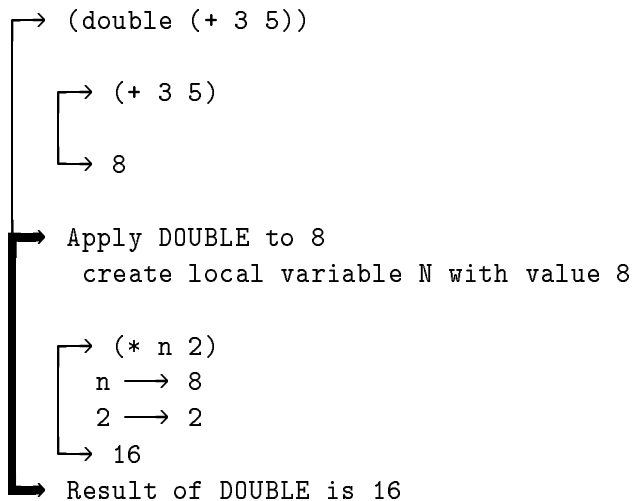 (double (+ 3 5))
(+ 3 5)
8
Apply DOUBLE to 8
create local variable N with value 8
(* n 2)
n → 8
2 → 2
16
Result of DOUBLE is 16